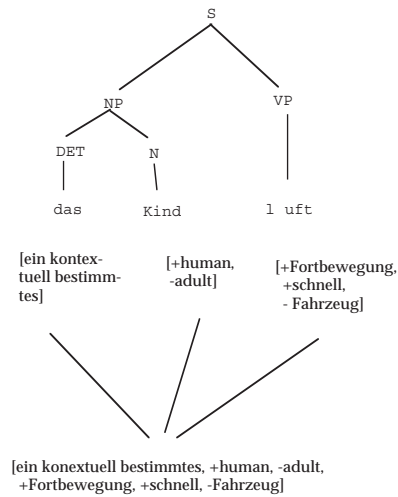 S
NP VP
DET N
das Kind l uft
[ein kontex-
tuell bestimm-
tes]
[+human,
-adult]
[+Fortbewegung,
+schnell,
- Fahrzeug]
[ein konextuell bestimmtes, +human, -adult,
+Fortbewegung, +schnell, -Fahrzeug]